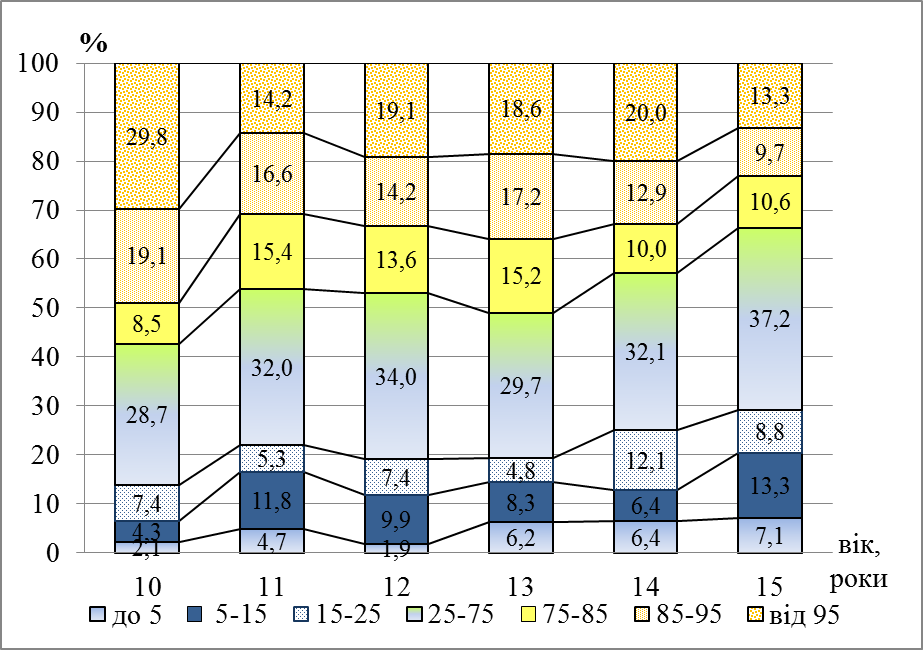 %
100
29,8 14,2 19,1 18,6 20,0 13,3
90
80
19,1 16,6 14,2 17,2 12,9 9,7
70
60
8,5 15,4 13,6 15,2 10,0 10,6
50
40
28,7 32,0 34,0 29,7 32,1 37,2
30
20
7,4 5,3 7,4 4,8 12,1 8,8
10
4,3 11,8 9,9 8,3 6,4 13,3
2,1 4,7 1,9 6,2 6,4 7,1
0
10 11 12 13 14 15
вік,
роки
до 5 5-15 15-25 25-75 75-85 85-95 від 95